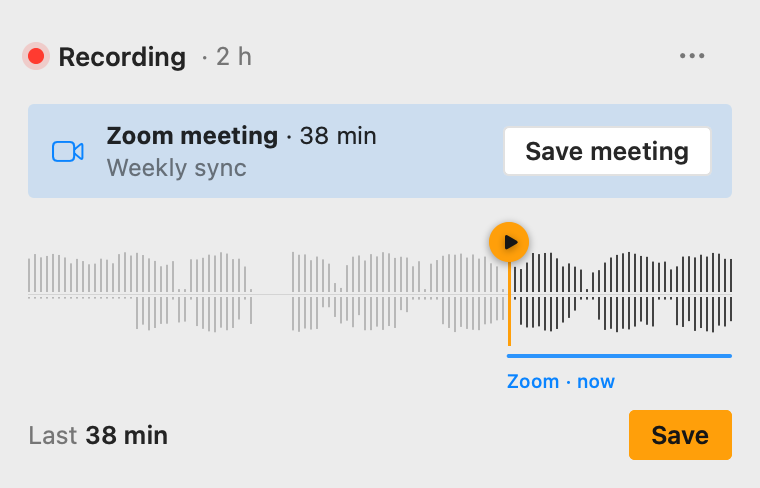 Recording · 2 h
Zoom meeting · 38 min
Weekly sync
Save meeting
Zoom · now
Last 38 min
Save